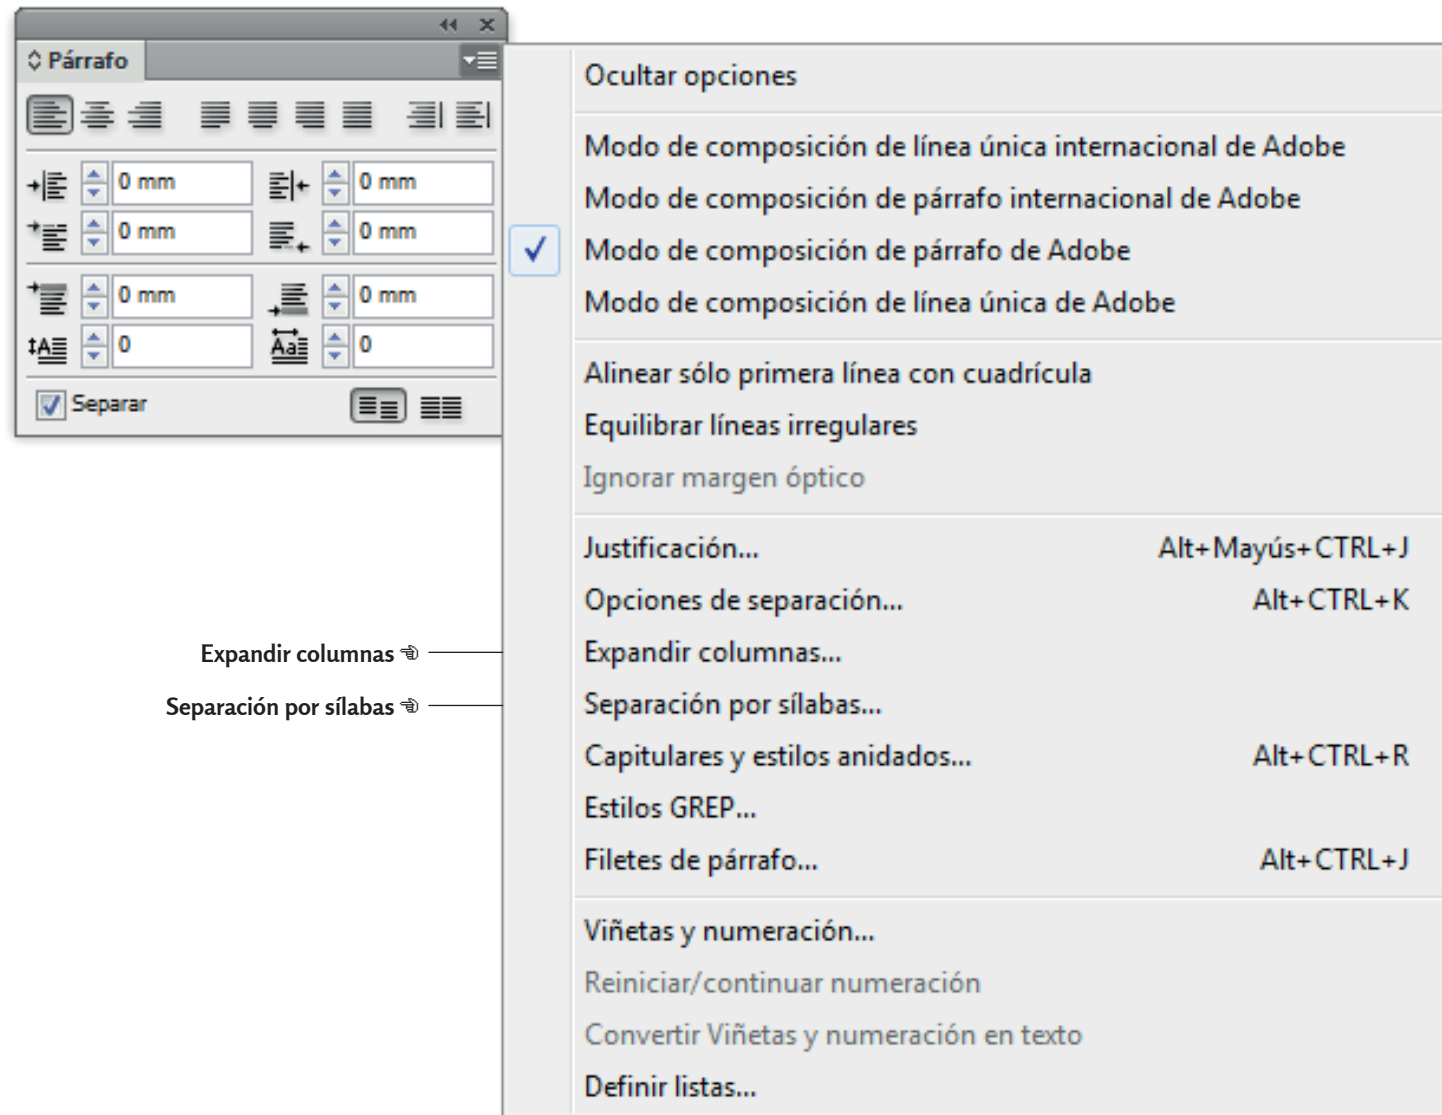 Párrafo
0 mm 0 mm
0 mm 0 mm
0 mm 0 mm
0 0
Separar
Ocultar opciones
Modo de composición de línea única internacional de Adobe
Modo de composición de párrafo internacional de Adobe
Modo de composición de párrafo de Adobe
Modo de composición de línea única de Adobe
Alinear sólo primera línea con cuadrícula
Equilibrar líneas irregulares
Ignorar margen óptico
Justificación... Alt+Mayús+CTRL+J
Opciones de separación... Alt+CTRL+K
Expandir columnas
Expandir columnas...
Separación por sílabas
Separación por sílabas...
Capitulares y estilos anidados... Alt+CTRL+R
Estilos GREP...
Filetes de párrafo... Alt+CTRL+J
Viñetas y numeración...
Reiniciar/continuar numeración
Convertir Viñetas y numeración en texto
Definir listas...